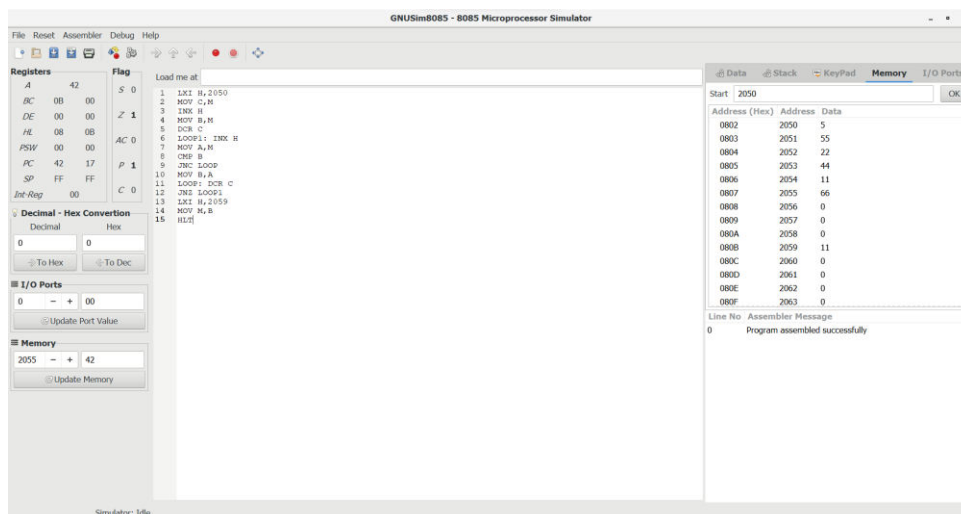 GNUSim8085 - 8085 Microprocessor Simulator
File Reset Assembler Debug Help
Registers
A 42
BC 0B 00
DE 00 00
HL 08 0B
PSW 00 00
PC 42 17
SP FF FF
Int-Reg 00
Flag
S 0
Z 1
AC 0
P 1
C 0
Decimal - Hex Convertion
Decimal Hex
0 0
To Hex To Dec
I/O Ports
0 - + 00
Update Port Value
Memory
2055 - + 42
Update Memory
Load me at
1 LXI H,2050
2 MOV C,M
3 INX H
4 MOV B,M
5 DCR C
6 LOOP1: INX H
7 MOV A,M
8 CMP B
9 JNC LOOP
10 MOV B,A
11 LOOP: DCR C
12 JNZ LOOP1
13 LXI H,2059
14 MOV M,B
15 HLT
Data Stack KeyPad Memory I/O Ports
Start 2050 OK
Address (Hex) Address Data
0802 2050 5
0803 2051 55
0804 2052 22
0805 2053 44
0806 2054 11
0807 2055 66
0808 2056 0
0809 2057 0
080A 2058 0
080B 2059 11
080C 2060 0
080D 2061 0
080E 2062 0
080F 2063 0
Line No Assembler Message
0 Program assembled successfully
Simulator: Idle